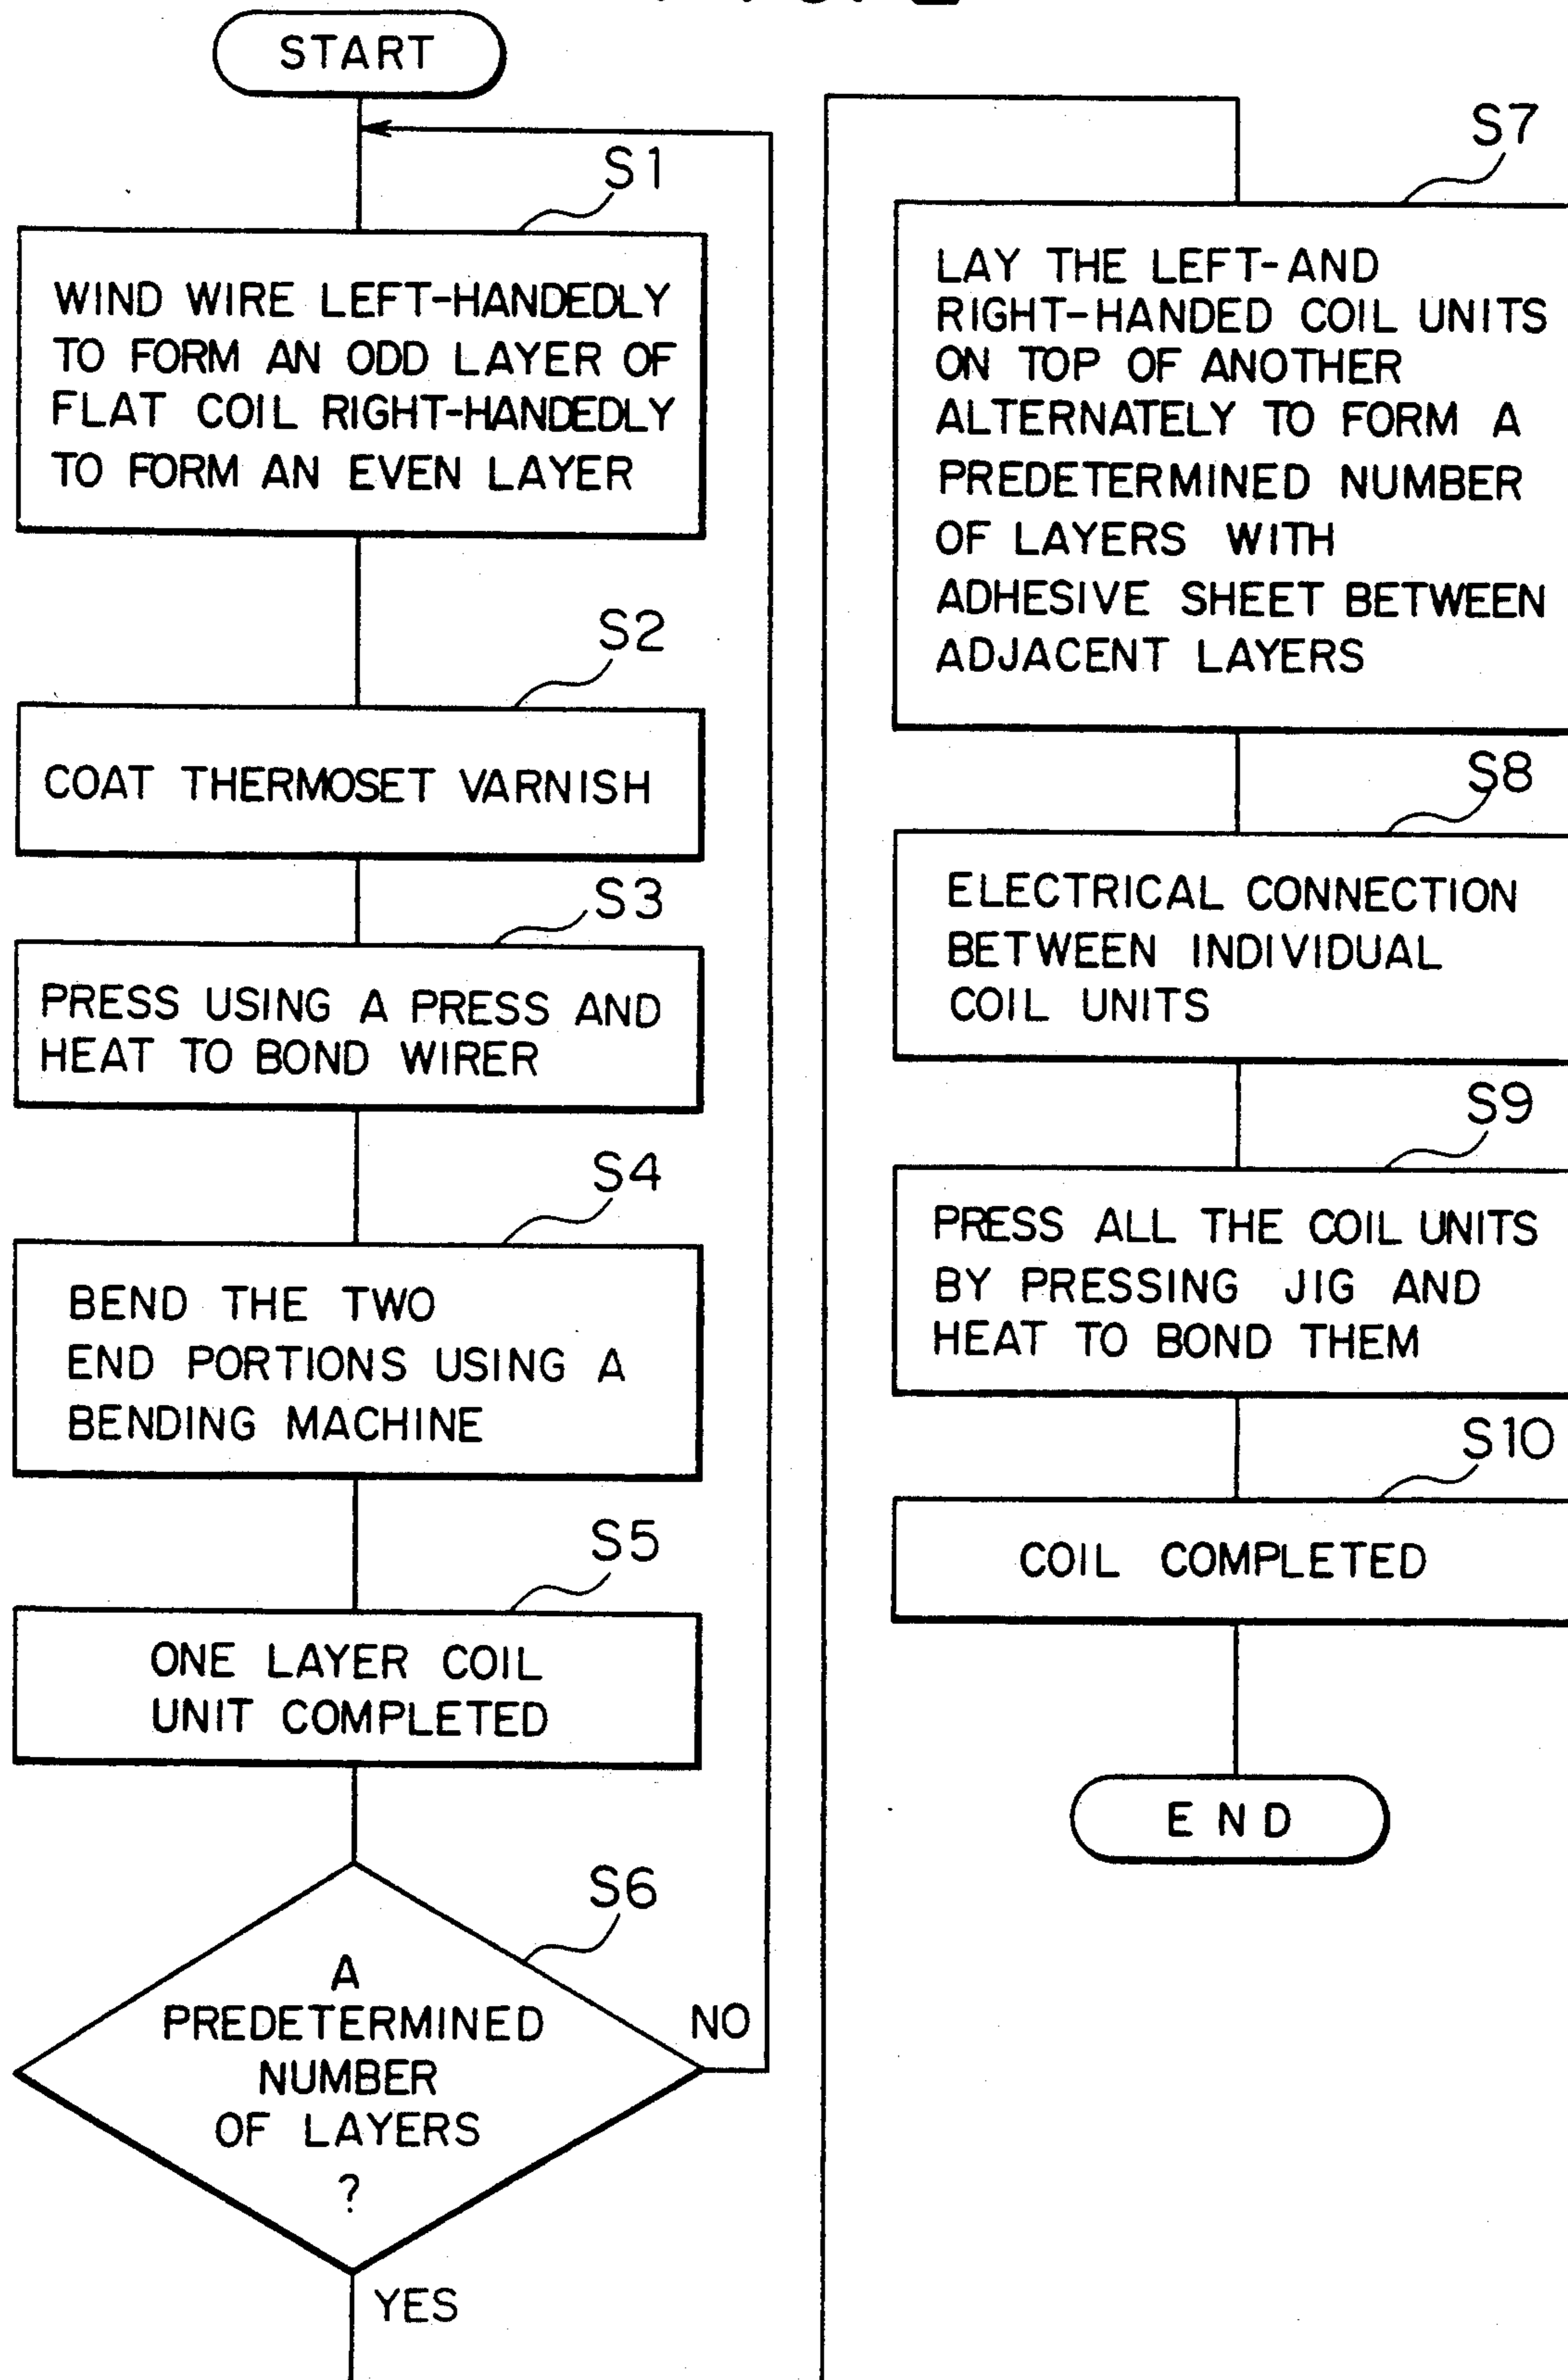 START
S1
WIND WIRE LEFT-HANDEDLY
TO FORM AN ODD LAYER OF
FLAT COIL RIGHT-HANDEDLY
TO FORM AN EVEN LAYER
S2
COAT THERMOSET VARNISH
S3
PRESS USING A PRESS AND
HEAT TO BOND WIRER
S4
BEND THE TWO
END PORTIONS USING A
BENDING MACHINE
S5
ONE LAYER COIL
UNIT COMPLETED
S6
A
PREDETERMINED
NUMBER
OF LAYERS
?
NO
YES
S7
LAY THE LEFT-AND
RIGHT-HANDED COIL UNITS
ON TOP OF ANOTHER
ALTERNATELY TO FORM A
PREDETERMINED NUMBER
OF LAYERS WITH
ADHESIVE SHEET BETWEEN
ADJACENT LAYERS
S8
ELECTRICAL CONNECTION
BETWEEN INDIVIDUAL
COIL UNITS
S9
PRESS ALL THE COIL UNITS
BY PRESSING JIG AND
HEAT TO BOND THEM
S10
COIL COMPLETED
END